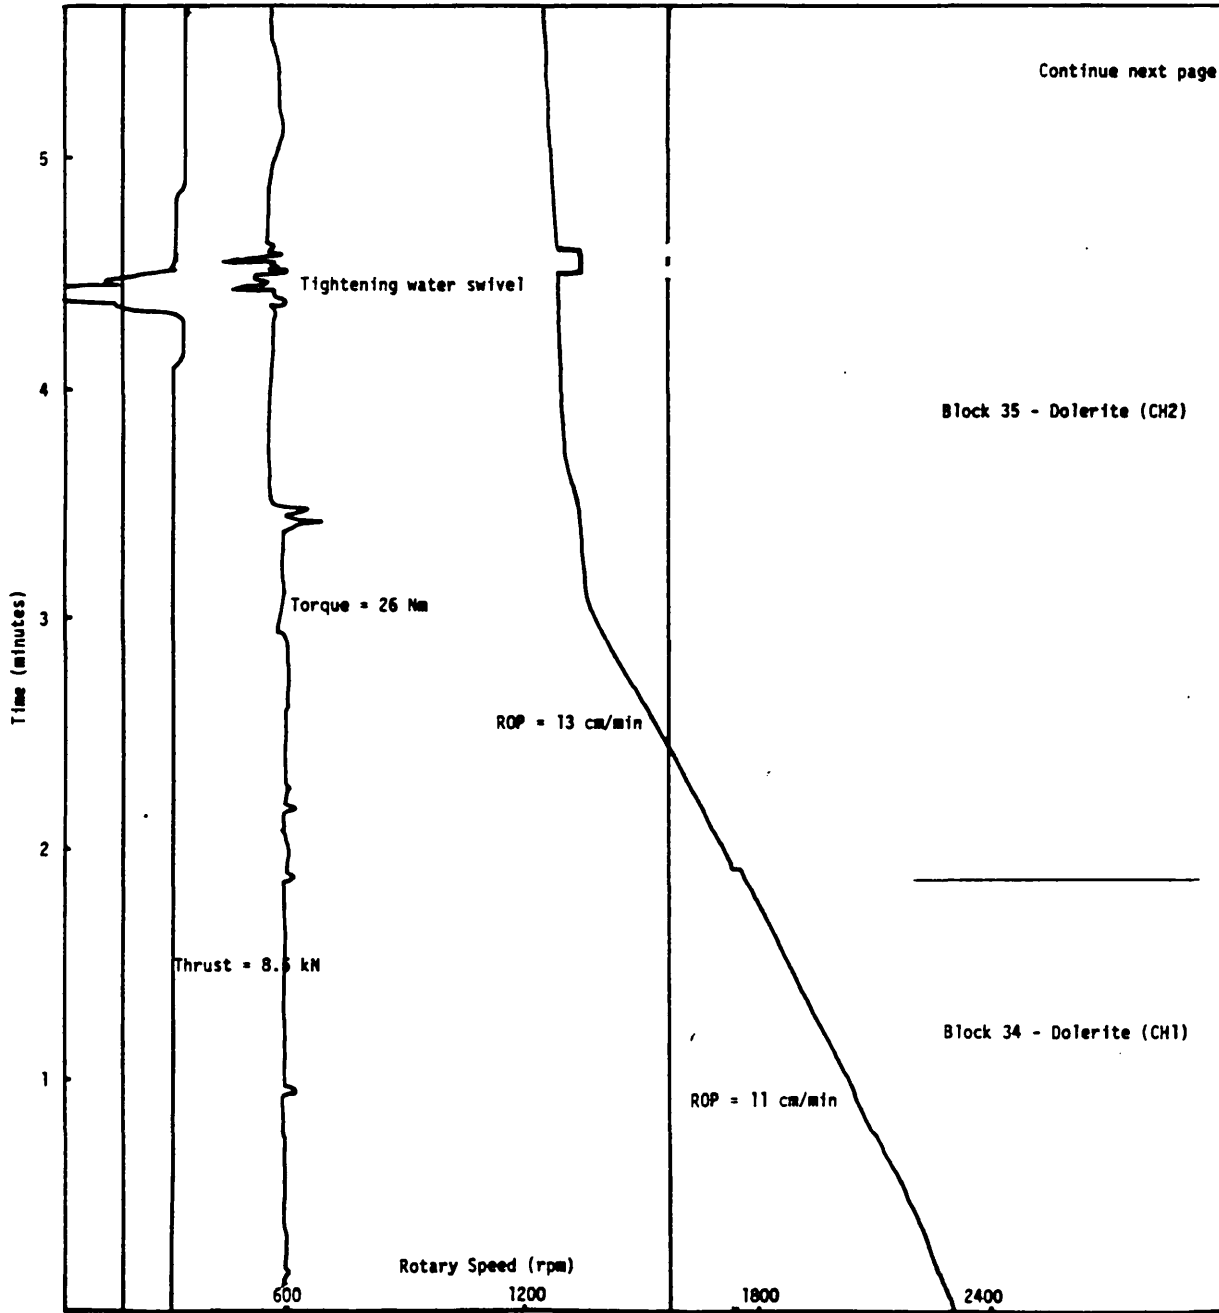 Continue next page
5
Tightening water swivel
4
Block 35 - Dolerite (CH2)
3
Torque = 26 Nm
Time (minutes)
ROP = 13 cm/min
2
Thrust = 8.5 kN
Block 34 - Dolerite (CH1)
1
ROP = 11 cm/min
Rotary Speed (rpm)
600
1200
1800
2400